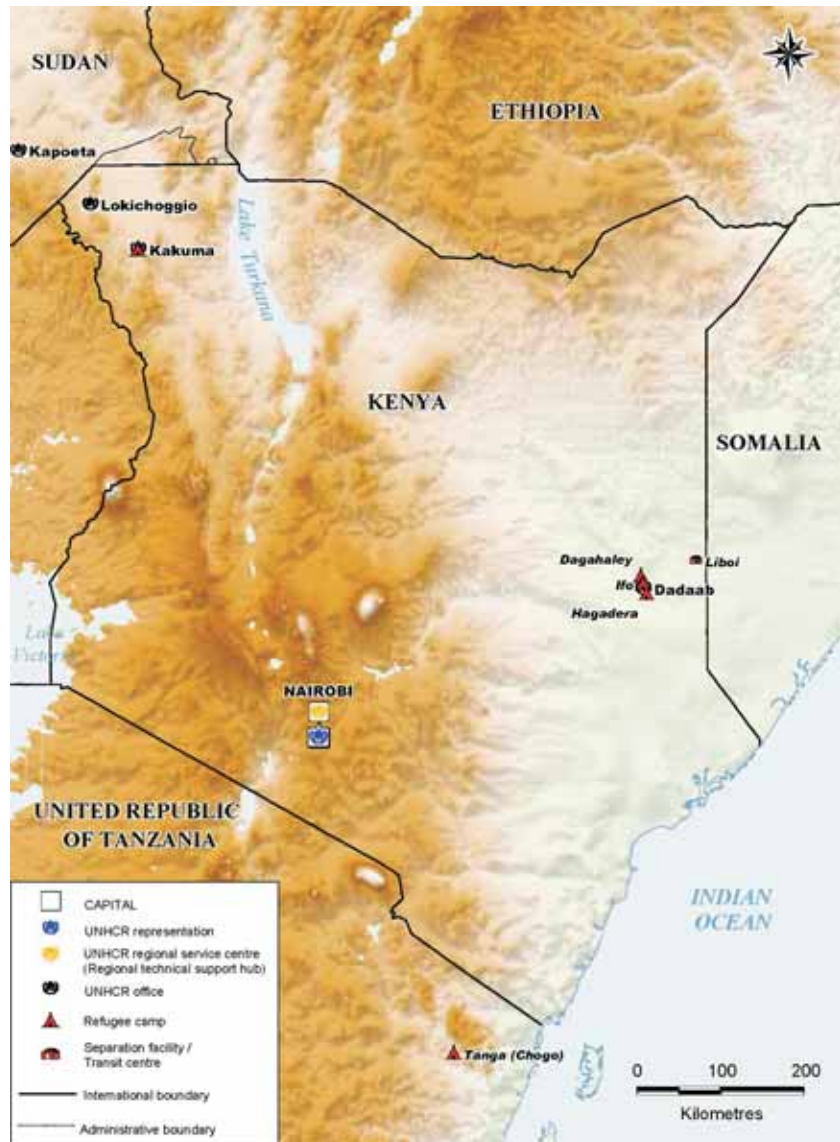 SUDAN
ETHIOPIA
Kapoeta
Lokichoggio
Kakuma
Lake Turkana
KENYA
SOMALIA
Dagahaley
Liboi
Ifo
Dadaab
Hagadera
Lake
Victoria
NAIROBI
UNITED REPUBLIC
OF TANZANIA
INDIAN
OCEAN
CAPITAL
UNHCR representation
UNHCR regional service centre
(Regional technical support hub)
UNHCR office
Refugee camp
Separation facility /
Transit centre
International boundary
Administrative boundary
Tanga (Chogo)
0 100 200
Kilometres